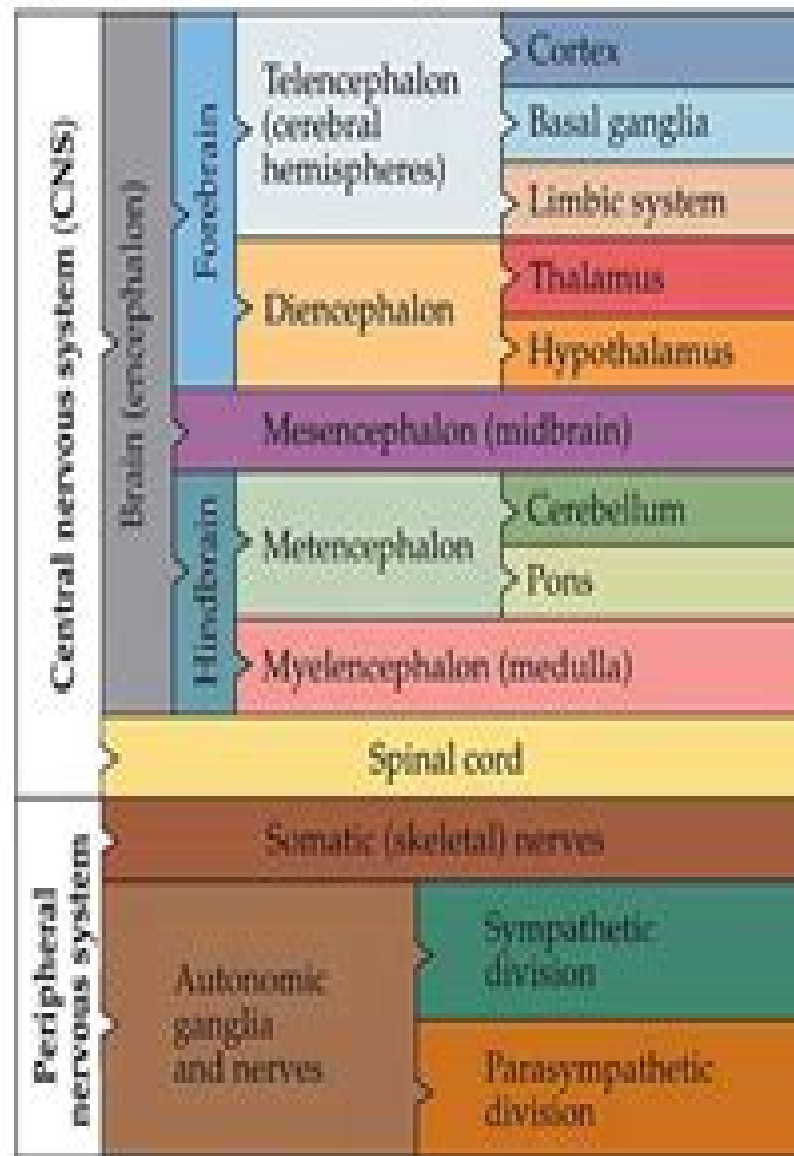 Central nervous system (CNS)
Brain (encephalon)
Forebrain
Telencephalon
(cerebral
hemispheres)
Cortex
Basal ganglia
Limbic system
Diencephalon
Thalamus
Hypothalamus
Mesencephalon (midbrain)
Hindbrain
Metencephalon
Cerebellum
Pons
Myelencephalon (medulla)
Spinal cord
Peripheral
nervous system
Somatic (skeletal) nerves
Autonomic
ganglia
and nerves
Sympathetic
division
Parasympathetic
division